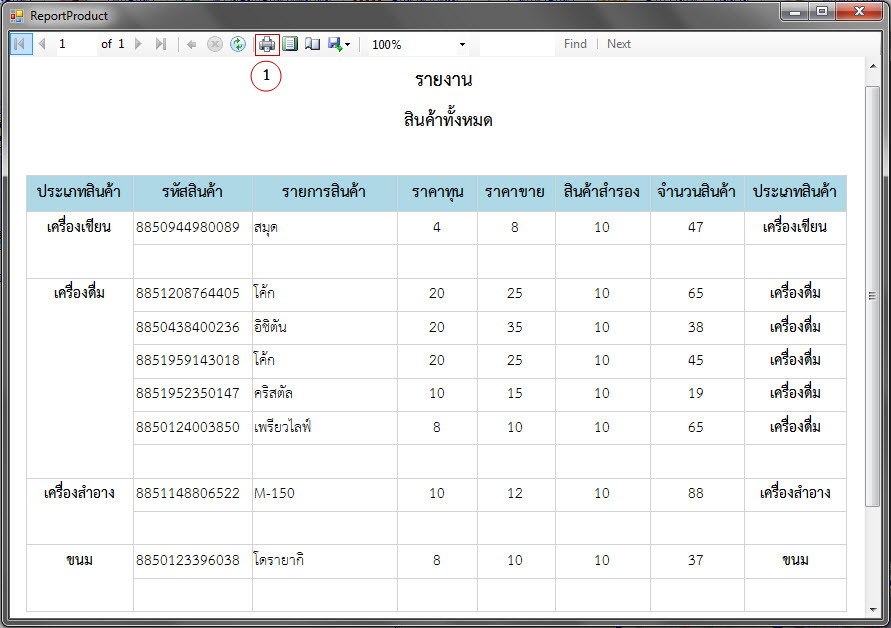 ReportProduct
1 of 1 100% Find Next
1
รายงาน
สินค้าทั้งหมด
ประเภทสินค้า รหัสสินค้า รายการสินค้า ราคาทุน ราคาขาย สินค้าสำรอง จำนวนสินค้า ประเภทสินค้า
เครื่องเขียน 8850944980089 สมุด 4 8 10 47 เครื่องเขียน
เครื่องดื่ม 8851208764405 โค้ก 20 25 10 65 เครื่องดื่ม
8850438400236 อิชิตัน 20 35 10 38 เครื่องดื่ม
8851959143018 โค้ก 20 25 10 45 เครื่องดื่ม
8851952350147 คริสตัล 10 15 10 19 เครื่องดื่ม
8850124003850 เพรียวไลฟ์ 8 10 10 65 เครื่องดื่ม
เครื่องสำอาง 8851148806522 M-150 10 12 10 88 เครื่องสำอาง
ขนม 8850123396038 โดรายากิ 8 10 10 37 ขนม